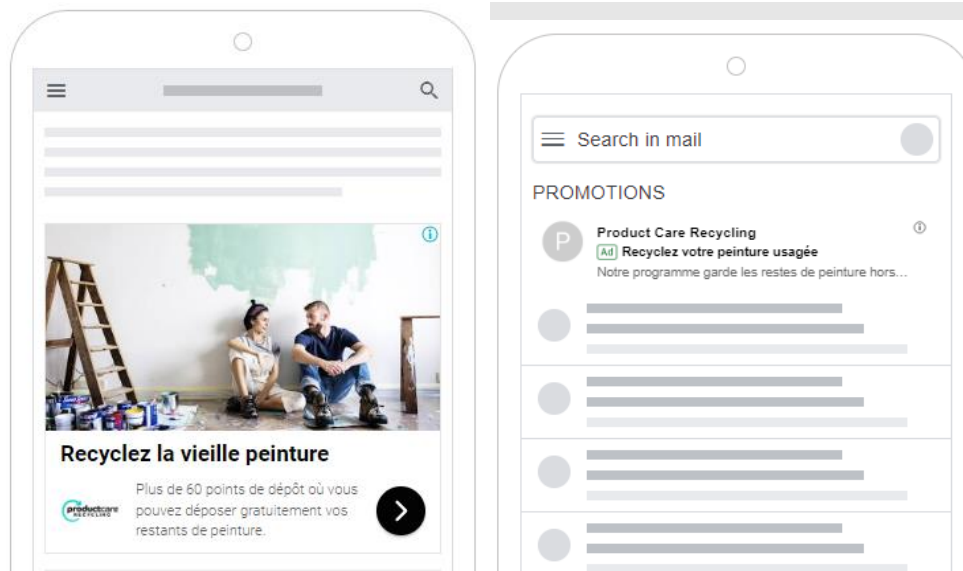 Recyclez la vieille peinture
productcare
RECYCLING
Plus de 60 points de dépôt où vous
pouvez déposer gratuitement vos
restants de peinture.
Search in mail
PROMOTIONS
P
Product Care Recycling
Ad Recyclez votre peinture usagée
Notre programme garde les restes de peinture hors...